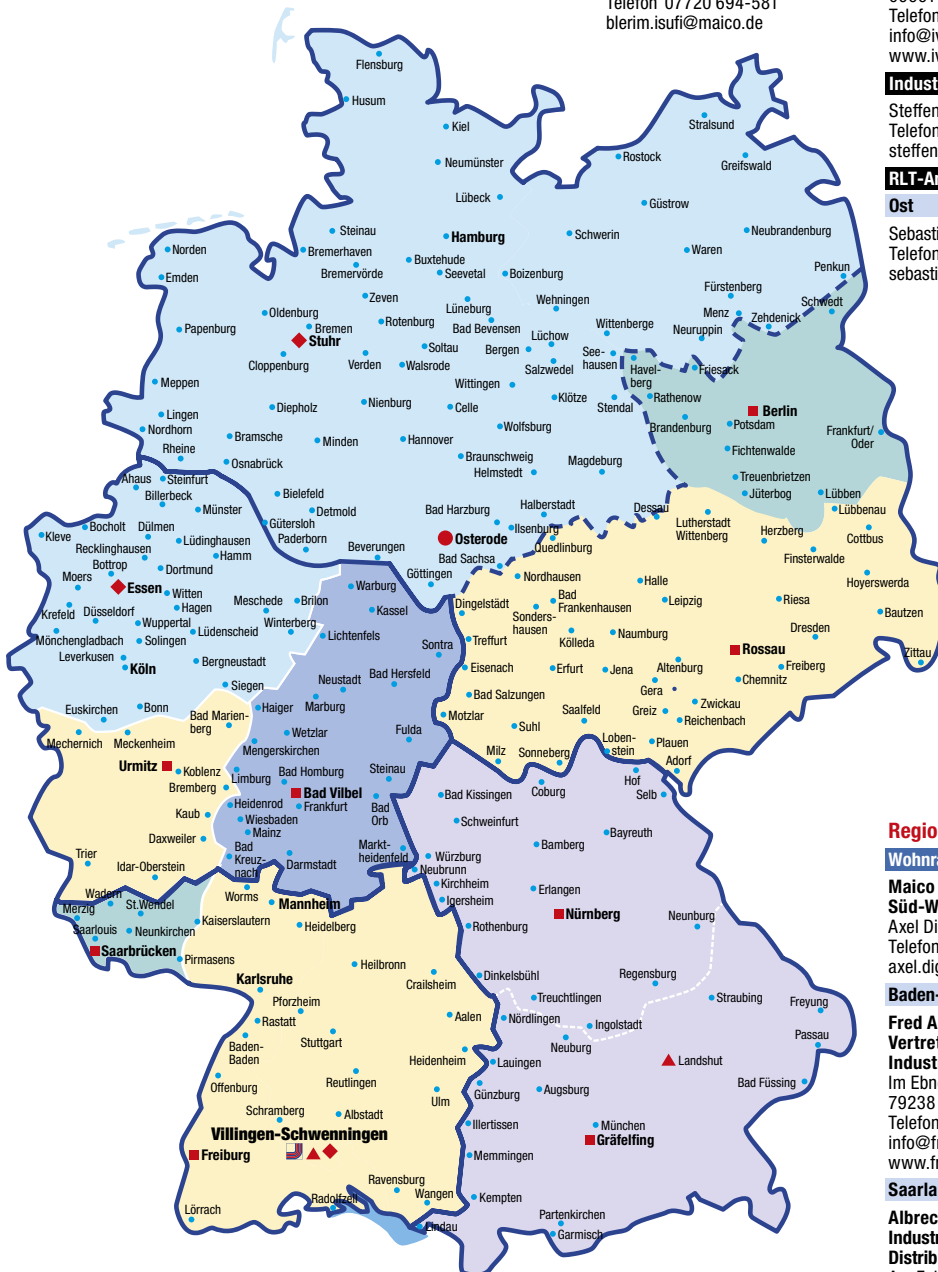 Telefon 07720 694-581
blerim.isufi@maico.de
Telefon
info@iv
www.iv
Indust
Steffen
Telefon
steffen
RLT-An
Ost
Sebasti
Telefon
sebasti
Flensburg
Husum
Kiel
Stralsund
Neumünster
Rostock
Greifswald
Lübeck
Güstrow
Steinau
Hamburg
Schwerin
Neubrandenburg
Norden
Bremerhaven
Waren
Buxtehude
Bremervörde
Seevetal
Boizenburg
Penkun
Emden
Fürstenberg
Zeven
Wehningen
Schwedt
Oldenburg
Lüneburg
Menz
Zehdenick
Papenburg
Bremen
Rotenburg
Bad Bevensen
Wittenberge
Neuruppin
Stuhr
Soltau
Lüchow
Bergen
See-
hausen
Cloppenburg
Verden
Walsrode
Salzwedel
Havel-
berg
Friesack
Meppen
Wittingen
Rathenow
Klötze
Lingen
Diepholz
Nienburg
Celle
Stendal
Berlin
Nordhorn
Brandenburg
Potsdam
Wolfsburg
Frankfurt/
Oder
Rheine
Bramsche
Minden
Hannover
Fichtenwalde
Osnabrück
Braunschweig
Magdeburg
Helmstedt
Treuenbrietzen
Ahaus
Steinfurt
Billerbeck
Bielefeld
Jüterbog
Lübben
Münster
Detmold
Bad Harzburg
Halberstadt
Dessau
Lübbenau
Bocholt
Dülmen
Gütersloh
Ilsenburg
Lutherstadt
Wittenberg
Kleve
Lüdinghausen
Paderborn
Osterode
Quedlinburg
Herzberg
Cottbus
Recklinghausen
Hamm
Beverungen
Bad Sachsa
Finsterwalde
Bottrop
Dortmund
Göttingen
Moers
Nordhausen
Hoyerswerda
Essen
Witten
Warburg
Halle
Hagen
Meschede
Brilon
Dingelstädt
Bad
Frankenhausen
Leipzig
Riesa
Krefeld
Düsseldorf
Kassel
Sonders-
hausen
Bautzen
Wuppertal
Winterberg
Mönchengladbach
Solingen
Lüdenscheid
Lichtenfels
Treffurt
Kölleda
Naumburg
Dresden
Leverkusen
Sontra
Rossau
Zittau
Köln
Bergneustadt
Eisenach
Erfurt
Jena
Altenburg
Freiberg
Neustadt
Bad Hersfeld
Chemnitz
Siegen
Gera
Bad Salzungen
Euskirchen
Bonn
Haiger
Marburg
Zwickau
Bad Marien-
berg
Motzlar
Saalfeld
Greiz
Reichenbach
Wetzlar
Fulda
Suhl
Mechernich
Meckenheim
Mengerskirchen
Loben-
stein
Plauen
Milz
Sonneberg
Adorf
Urmitz
Koblenz
Limburg
Bad Homburg
Steinau
Hof
Bremberg
Bad Vilbel
Bad Kissingen
Coburg
Selb
Heidenrod
Frankfurt
Bad
Orb
Kaub
Wiesbaden
Schweinfurt
Mainz
Bayreuth
Daxweiler
Bamberg
Bad
Kreuz-
nach
Darmstadt
Markt-
heidenfeld
Würzburg
Trier
Neubrunn
Idar-Oberstein
Kirchheim
Erlangen
Worms
Igersheim
Wadern
Mannheim
Merzig
St.Wendel
Nürnberg
Neunburg
Kaiserslautern
Heidelberg
Rothenburg
Saarlouis
Neunkirchen
Saarbrücken
Pirmasens
Heilbronn
Karlsruhe
Crailsheim
Dinkelsbühl
Regensburg
Pforzheim
Treuchtlingen
Straubing
Freyung
Rastatt
Aalen
Nördlingen
Ingolstadt
Stuttgart
Baden-
Baden
Passau
Neuburg
Heidenheim
Lauingen
Landshut
Offenburg
Reutlingen
Bad Füssing
Ulm
Günzburg
Augsburg
Schramberg
Albstadt
Villingen-Schwenningen
Illertissen
München
Gräfelfing
Freiburg
Memmingen
Ravensburg
Radolfzell
Wangen
Kempten
Lörrach
Partenkirchen
Lindau
Garmisch
Regio
Wohnra
Maico
Süd-W
Axel Di
Telefon
axel.dig
Baden-
Fred A
Vertret
Indust
Im Ebne
79238
Telefon
info@fr
www.fr
Saarla
Albrec
Industr
Distrib